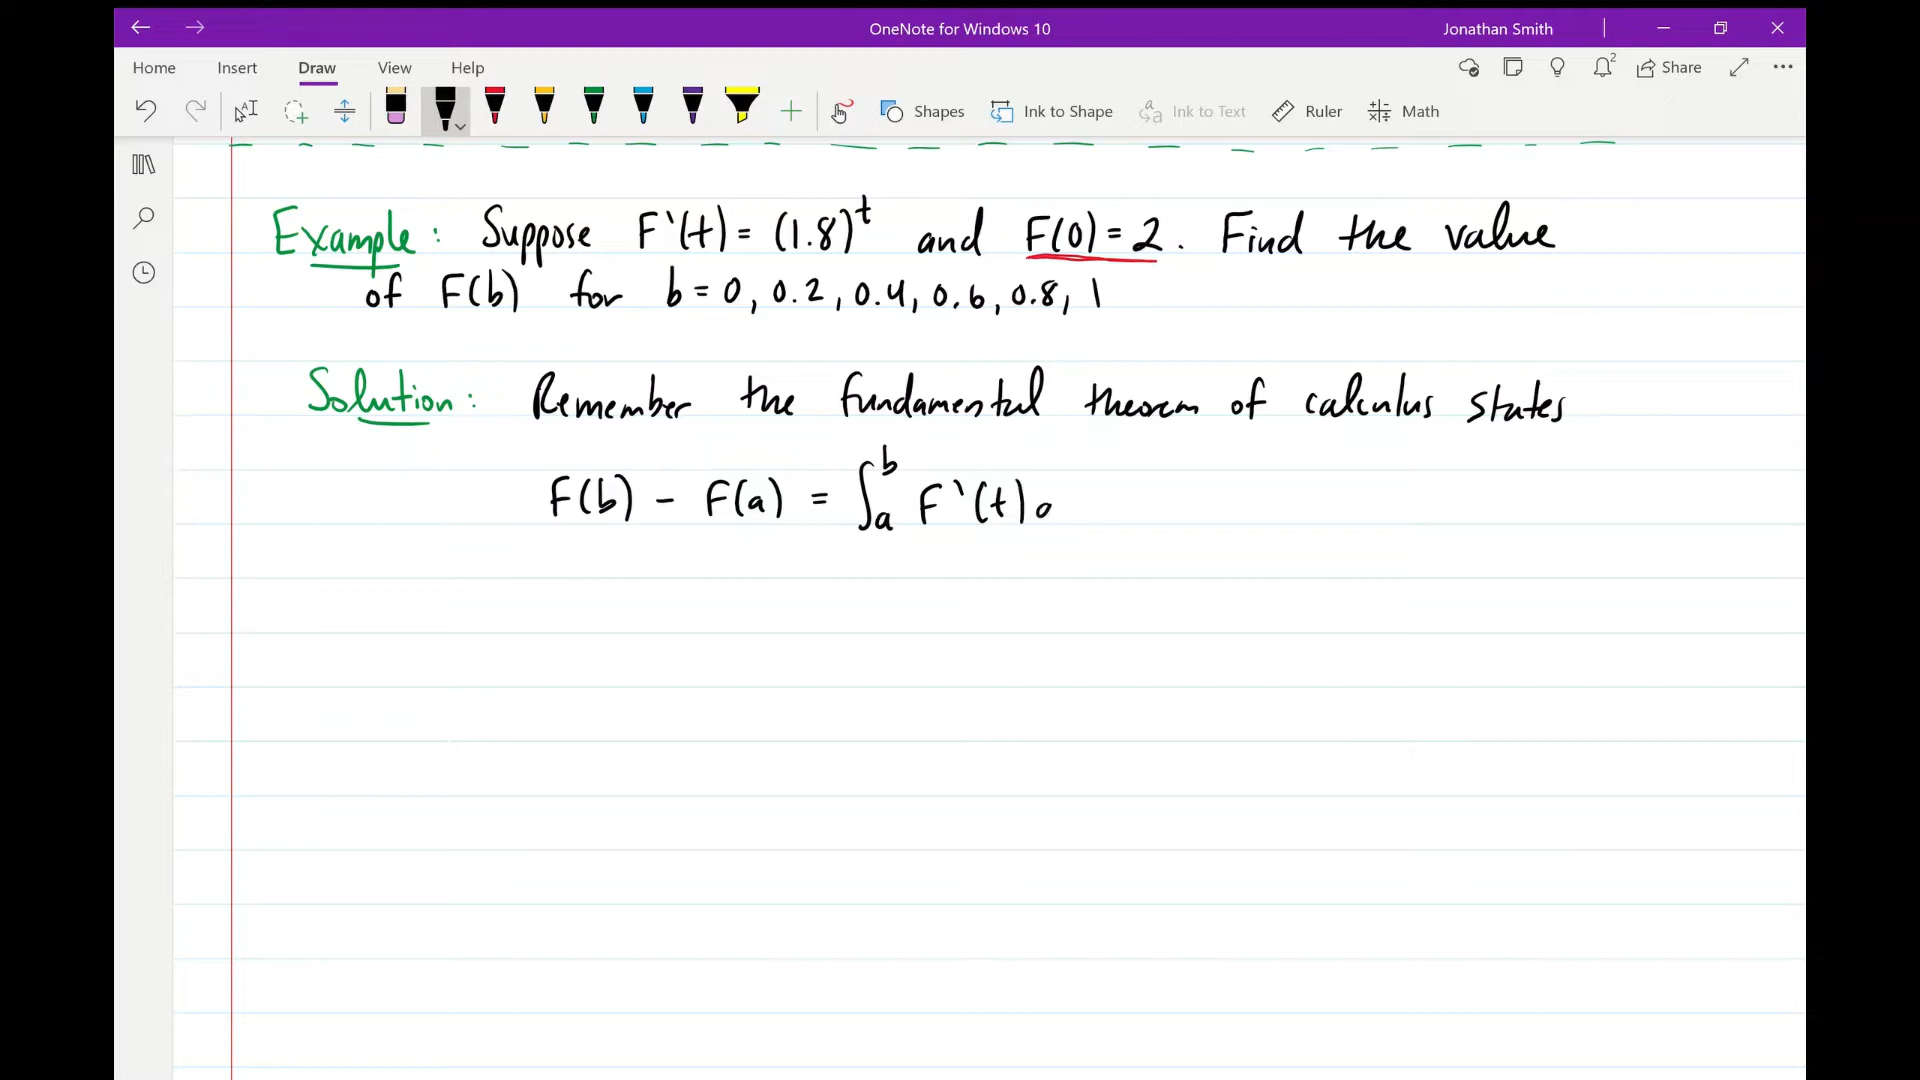 OneNote for Windows 10
Jonathan Smith
Home Insert Draw View Help
2
Share
Shapes Ink to Shape Ink to Text Ruler Math
Example: Suppose F'(t) = (1.8)^t and F(0) = 2. Find the value
of F(b) for b = 0, 0.2, 0.4, 0.6, 0.8, 1
Solution: Remember the fundamental theorem of calculus states
F(b) - F(a) = ∫_a^b F'(t)